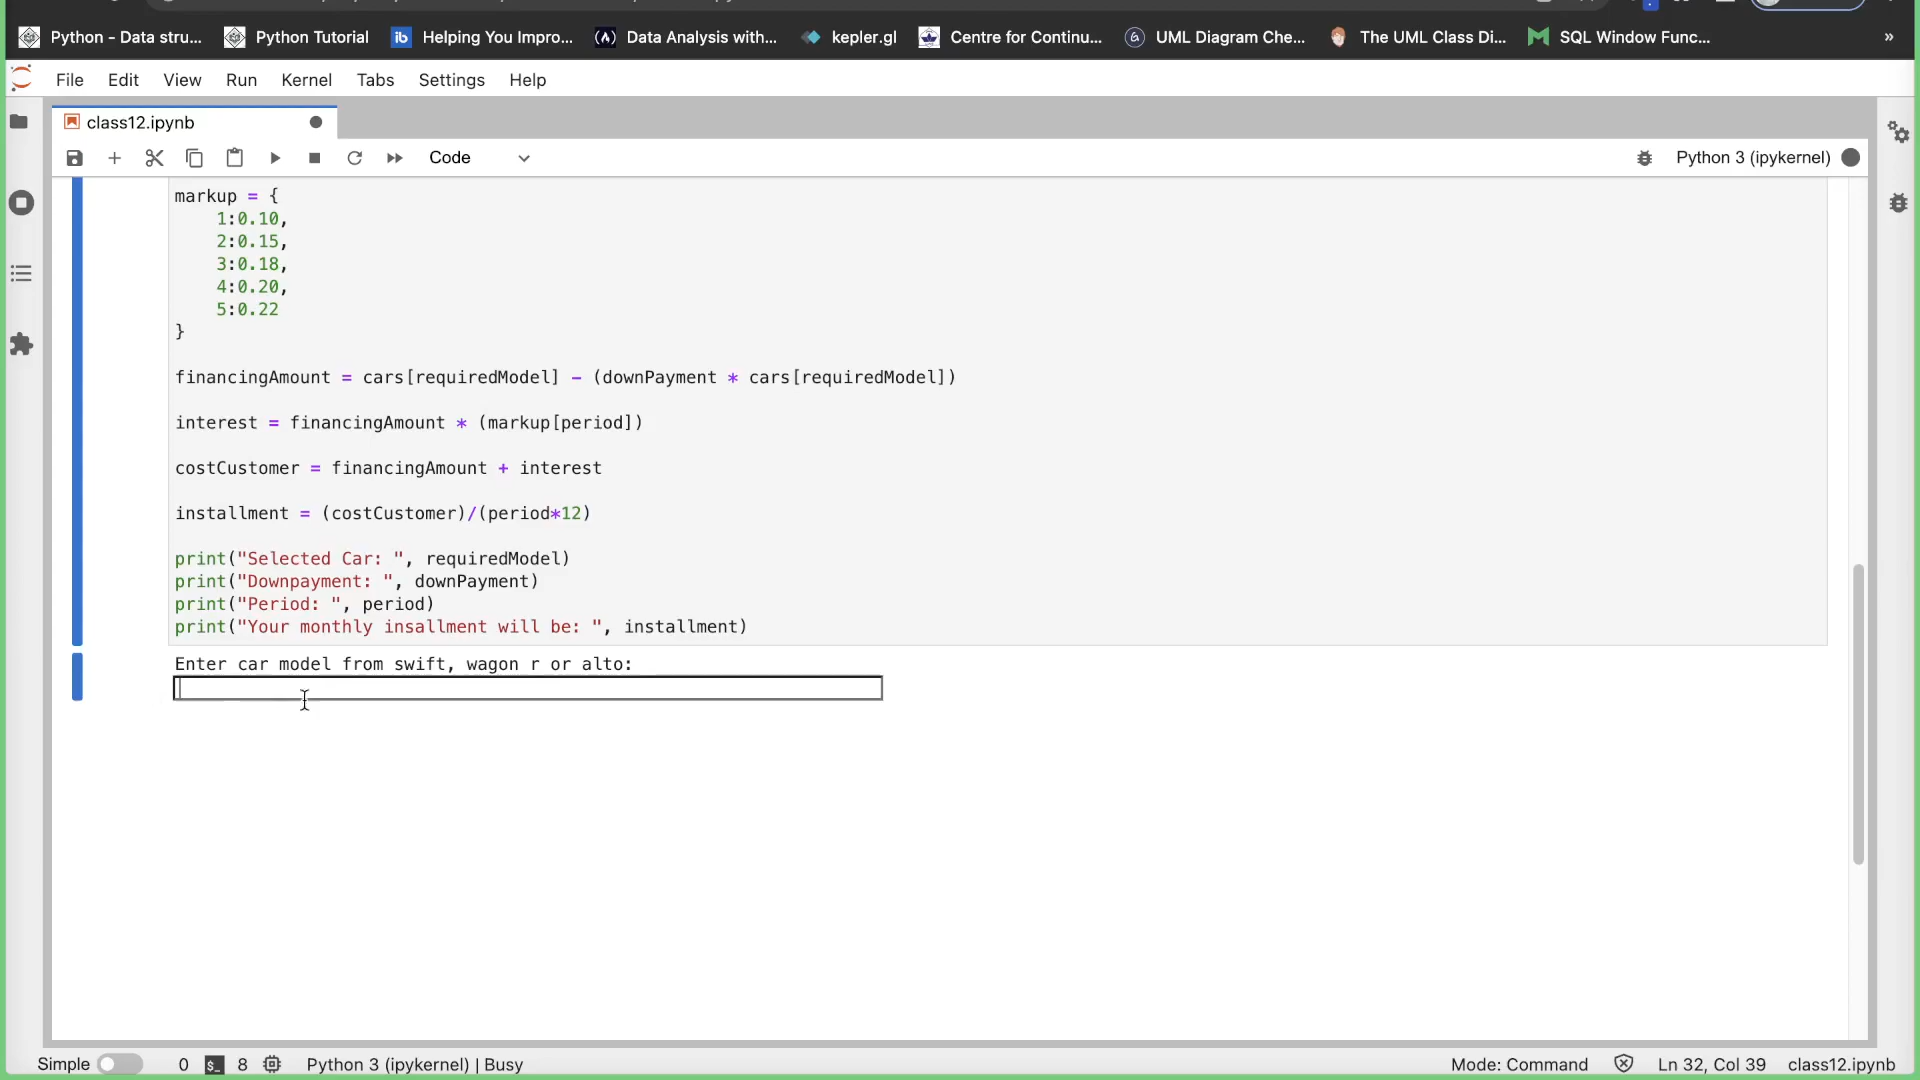 Python - Data stru... Python Tutorial ib Helping You Impro... Data Analysis with... kepler.gl Centre for Continu... UML Diagram Che... The UML Class Di... SQL Window Func... »
File Edit View Run Kernel Tabs Settings Help
class12.ipynb
Code Python 3 (ipykernel)
markup = {
1:0.10,
2:0.15,
3:0.18,
4:0.20,
5:0.22
}
financingAmount = cars[requiredModel] - (downPayment * cars[requiredModel])
interest = financingAmount * (markup[period])
costCustomer = financingAmount + interest
installment = (costCustomer)/(period*12)
print("Selected Car: ", requiredModel)
print("Downpayment: ", downPayment)
print("Period: ", period)
print("Your monthly insallment will be: ", installment)
Enter car model from swift, wagon r or alto:
Simple 0 $_ 8 Python 3 (ipykernel) | Busy Mode: Command Ln 32, Col 39 class12.ipynb